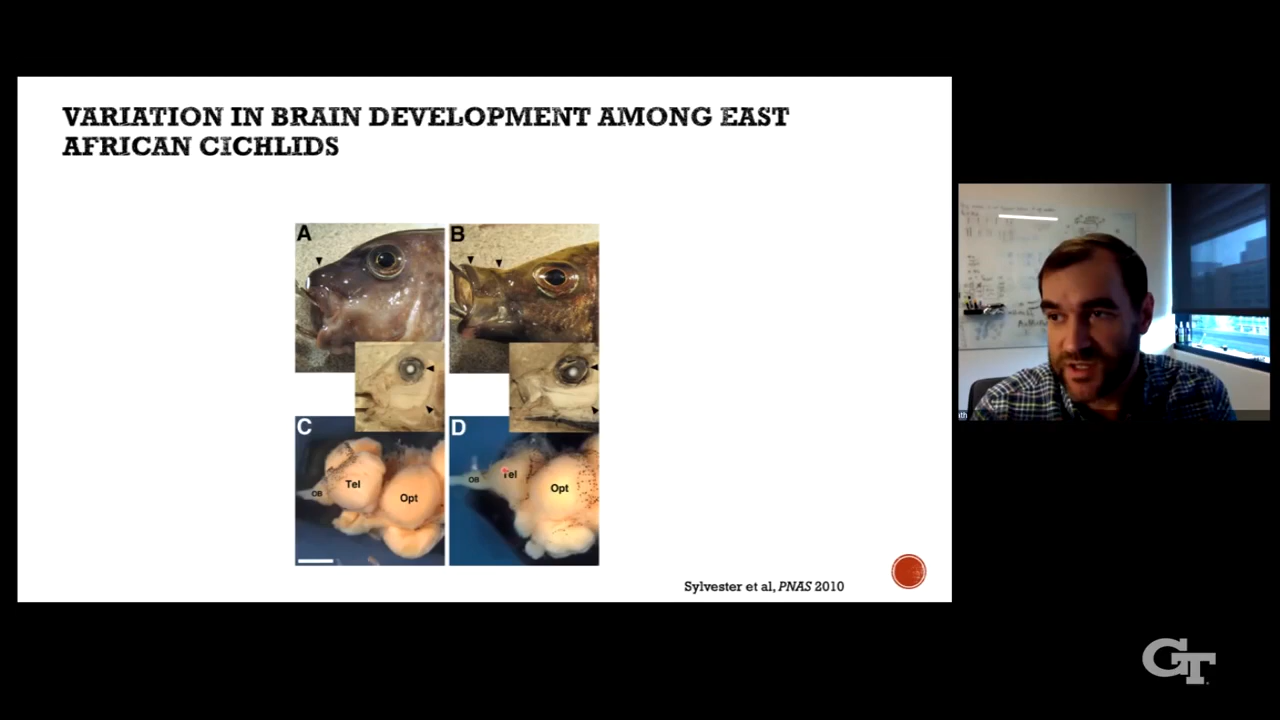 VARIATION IN BRAIN DEVELOPMENT AMONG EAST
AFRICAN CICHLIDS
A
B
C
D
OB
Tel
Opt
OB
Tel
Opt
Sylvester et al, PNAS 2010
GT